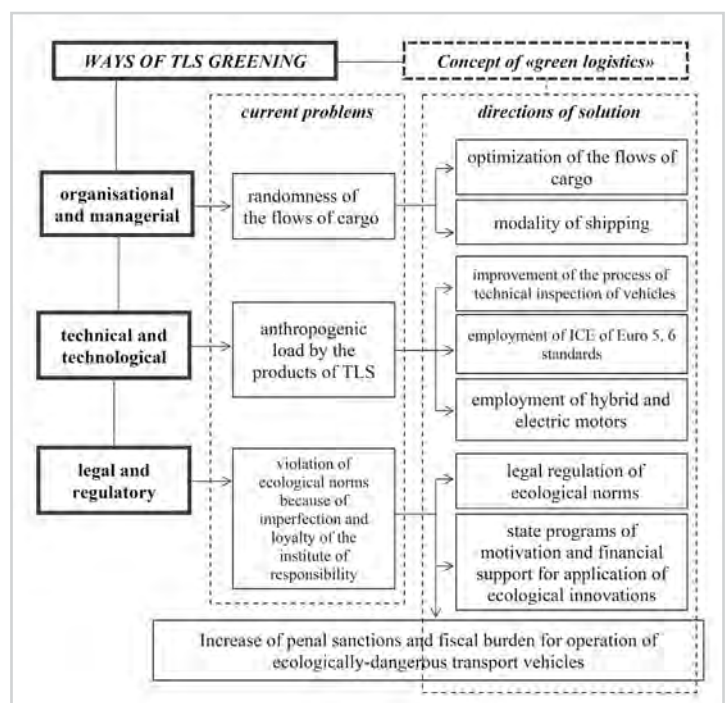 WAYS OF TLS GREENING
Concept of «green logistics»
current problems
directions of solution
organisational
and managerial
randomness of
the flows of cargo
optimization of the flows of
cargo
modality of shipping
technical and
technological
anthropogenic
load by the
products of TLS
improvement of the process of
technical inspection of vehicles
employment of ICE of Euro 5, 6
standards
employment of hybrid and
electric motors
legal and
regulatory
violation of
ecological norms
because of
imperfection and
loyalty of the
institute of
responsibility
legal regulation of
ecological norms
state programs of
motivation and financial
support for application of
ecological innovations
Increase of penal sanctions and fiscal burden for operation of
ecologically-dangerous transport vehicles